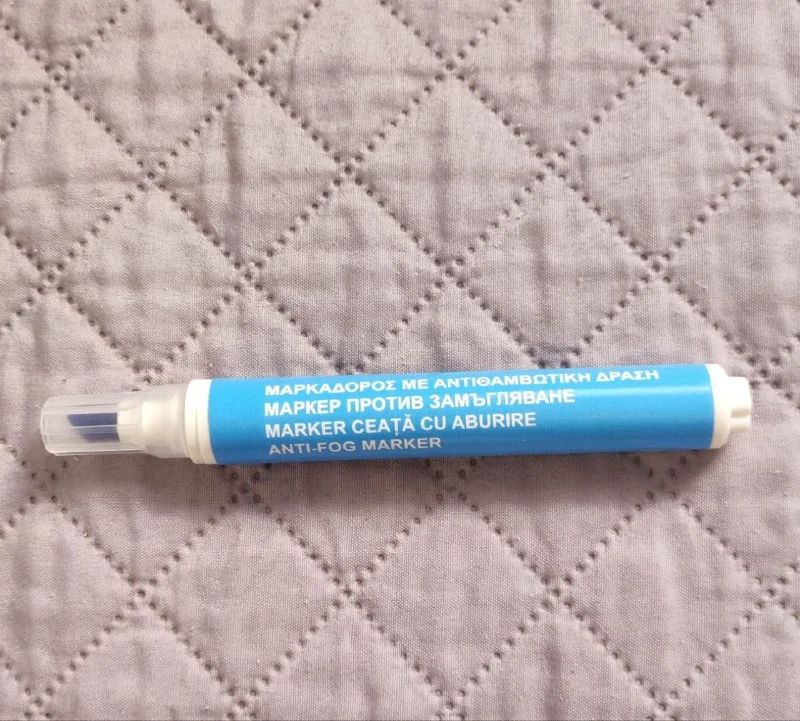 ΜΑΡΚΑΔΟΡΟΣ ΜΕ ΑΝΤΙΘΑΜΒΩΤΙΚΗ ΔΡΑΣΗ
МАРКЕР ПРОТИВ ЗАМЪГЛЯВАНЕ
MARKER CEAȚĂ CU ABURIRE
ANTI-FOG MARKER